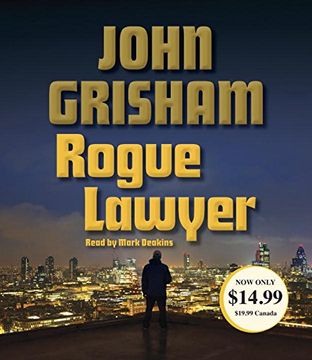 JOHN
GRISHAM
Rogue
Lawyer
Read by Mark Deakins
NOW ONLY
$14.99
$19.99 Canada